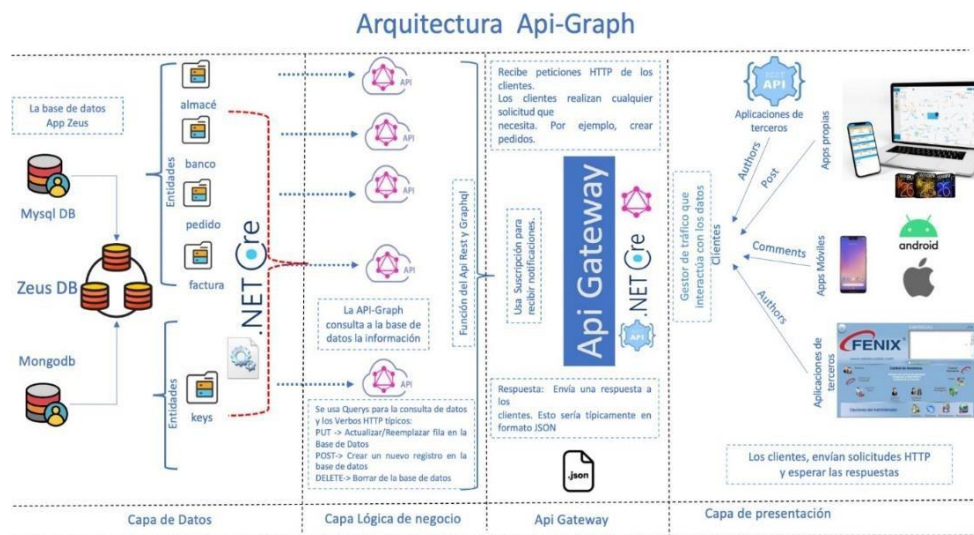 Arquitectura Api-Graph
La base de datos
App Zeus
Mysql DB
Zeus DB
Mongodb
Entidades
almacé
banco
pedido
factura
Entidades
keys
.NET Core
API
API
API
API
La API-Graph
consulta a la base de
datos la información
API
Se usa Querys para la consulta de datos
y los Verbos HTTP típicos:
PUT -> Actualizar/Reemplazar fila en la
Base de Datos
POST-> Crear un nuevo registro en la
base de datos
DELETE-> Borrar de la base de datos
Función del Api Rest y Graphql
Recibe peticiones HTTP de los
clientes.
Los clientes realizan cualquier
solicitud que
necesita. Por ejemplo, crear
pedidos.
Usa Suscripción para
recibir notificaciones.
Api Gateway
.NET Core
API
Respuesta: Envía una respuesta a
los
clientes. Esto sería típicamente en
formato JSON
.json
Gestor de tráfico que
interactúa con los datos
Clientes
API
Aplicaciones de
terceros
Authors
Post
Apps propias
Comments
Apps Móviles
android
Authors
Aplicaciones de
terceros
FENIX
Los clientes, envían solicitudes HTTP
y esperar las respuestas
Capa de Datos
Capa Lógica de negocio
Api Gateway
Capa de presentación